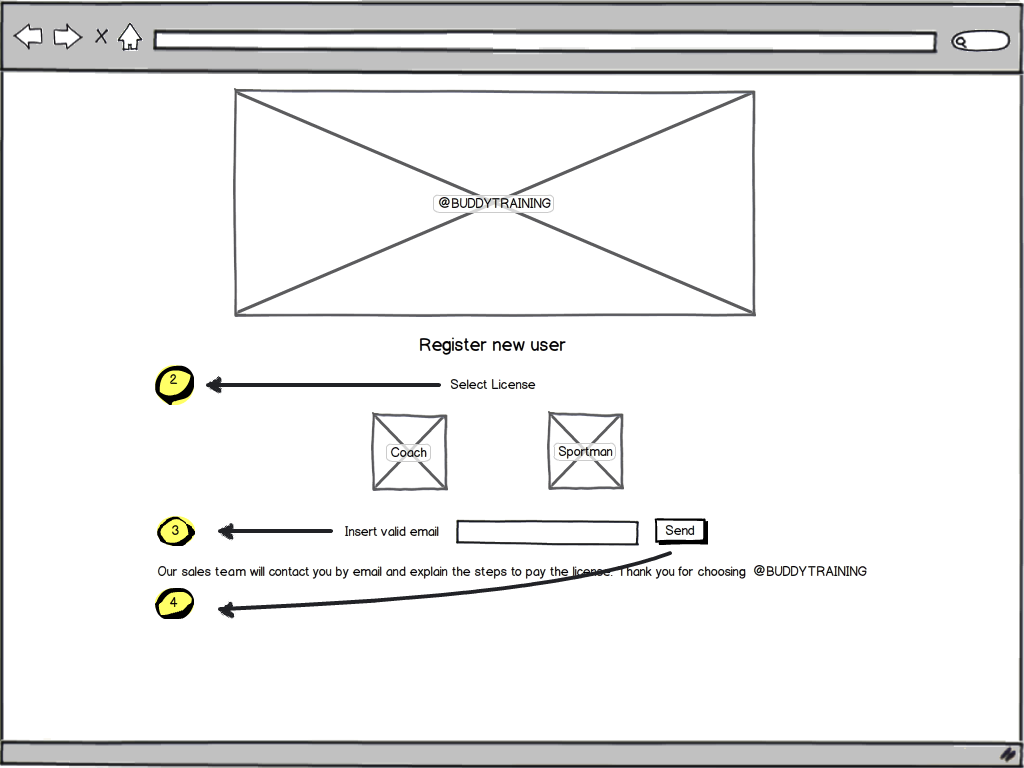 @BUDDYTRAINING
Register new user
2 Select License
Coach Sportman
3 Insert valid email Send
Our sales team will contact you by email and explain the steps to pay the license. Thank you for choosing @BUDDYTRAINING
4